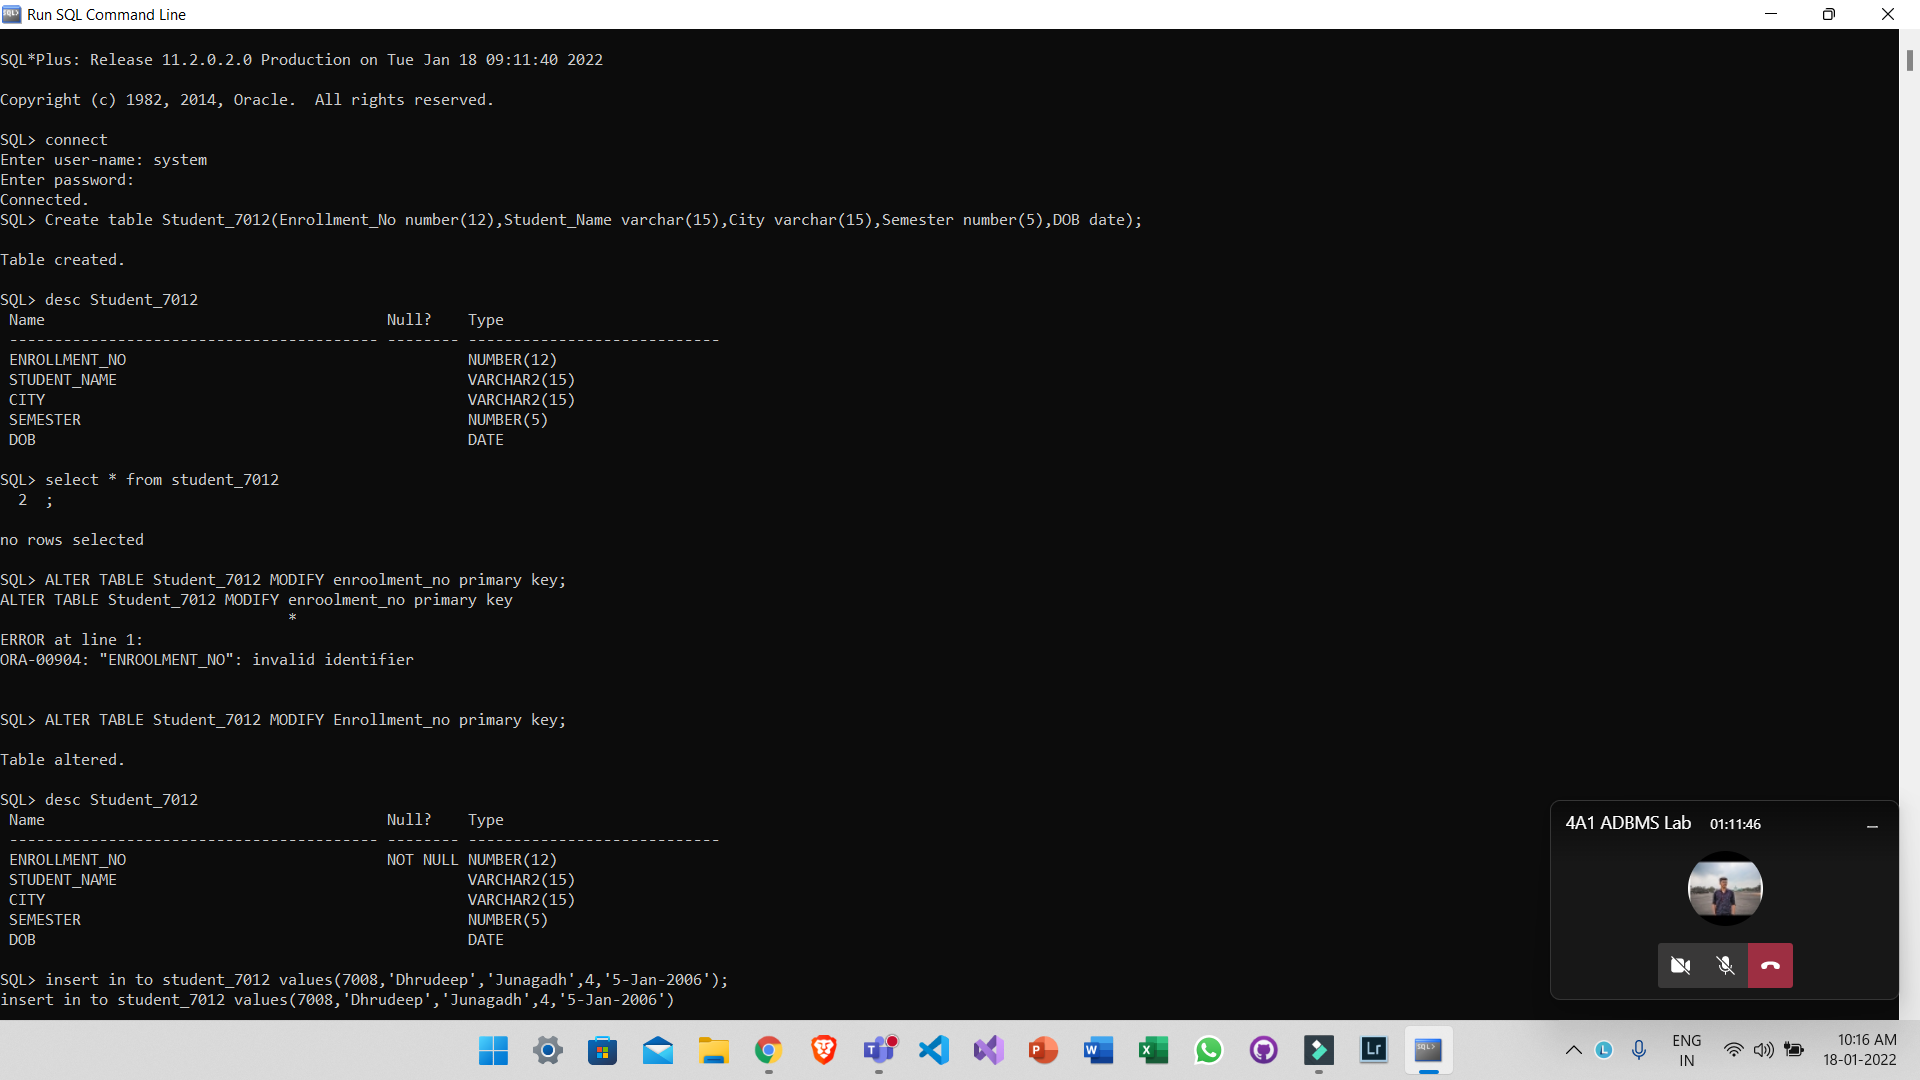 Run SQL Command Line
SQL*Plus: Release 11.2.0.2.0 Production on Tue Jan 18 09:11:40 2022
Copyright (c) 1982, 2014, Oracle.  All rights reserved.
SQL> connect
Enter user-name: system
Enter password:
Connected.
SQL> Create table Student_7012(Enrollment_No number(12),Student_Name varchar(15),City varchar(15),Semester number(5),DOB date);
Table created.
SQL> desc Student_7012
 Name                                      Null?    Type
 ----------------------------------------- -------- ----------------------------
 ENROLLMENT_NO                                      NUMBER(12)
 STUDENT_NAME                                       VARCHAR2(15)
 CITY                                               VARCHAR2(15)
 SEMESTER                                           NUMBER(5)
 DOB                                                DATE
SQL> select * from student_7012
  2  ;
no rows selected
SQL> ALTER TABLE Student_7012 MODIFY enroolment_no primary key;
ALTER TABLE Student_7012 MODIFY enroolment_no primary key
                                *
ERROR at line 1:
ORA-00904: "ENROOLMENT_NO": invalid identifier
SQL> ALTER TABLE Student_7012 MODIFY Enrollment_no primary key;
Table altered.
SQL> desc Student_7012
 Name                                      Null?    Type
 ----------------------------------------- -------- ----------------------------
 ENROLLMENT_NO                             NOT NULL NUMBER(12)
 STUDENT_NAME                                       VARCHAR2(15)
 CITY                                               VARCHAR2(15)
 SEMESTER                                           NUMBER(5)
 DOB                                                DATE
SQL> insert in to student_7012 values(7008,'Dhrudeep','Junagadh',4,'5-Jan-2006');
insert in to student_7012 values(7008,'Dhrudeep','Junagadh',4,'5-Jan-2006')
4A1 ADBMS Lab 01:11:46
ENG
IN
10:16 AM
18-01-2022